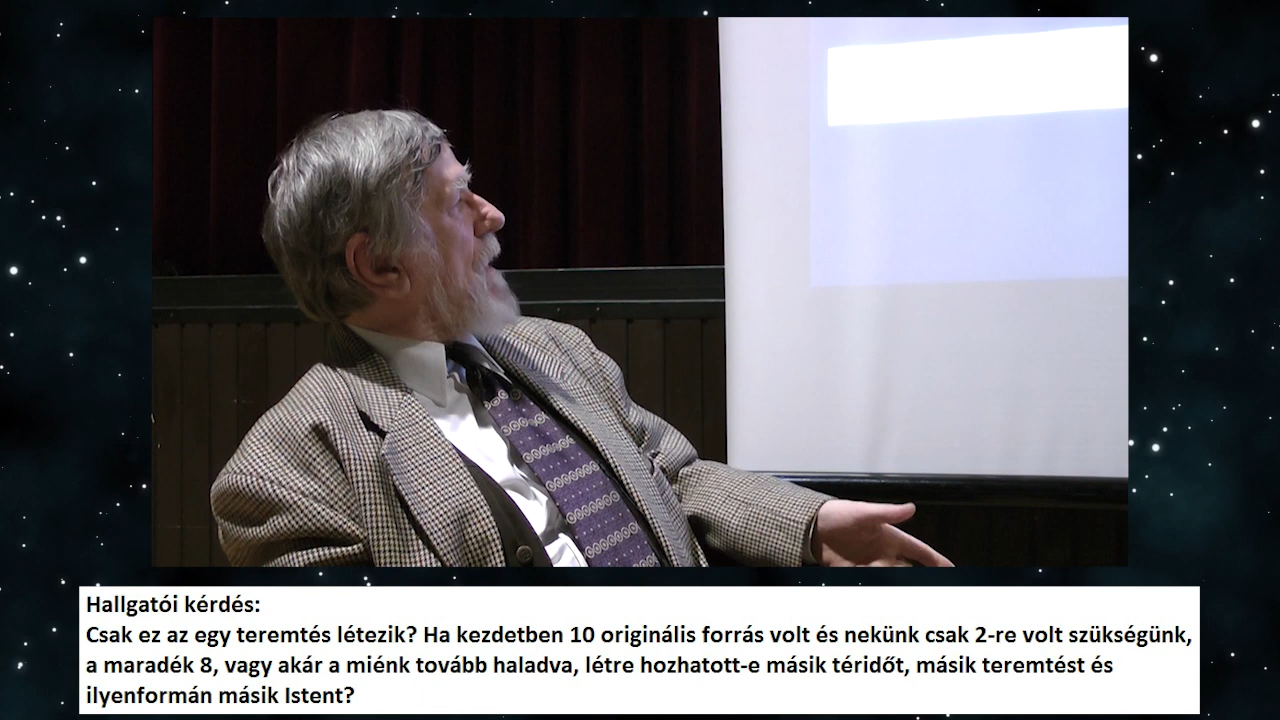 Hallgatói kérdés:
Csak ez az egy teremtés létezik? Ha kezdetben 10 originális forrás volt és nekünk csak 2-re volt szükségünk,
a maradék 8, vagy akár a miénk tovább haladva, létre hozhatott-e másik téridőt, másik teremtést és
ilyenformán másik Istent?